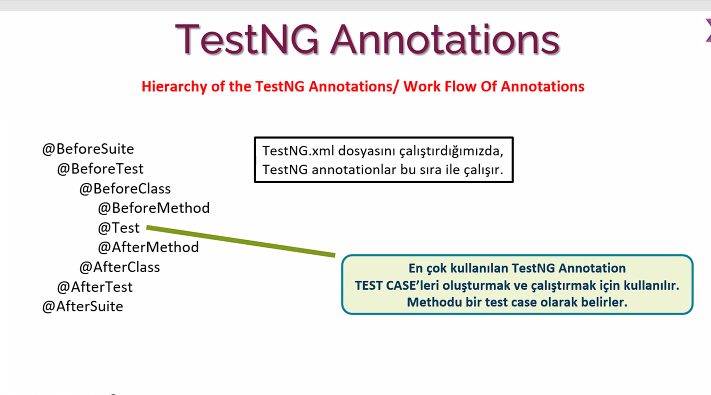 TestNG Annotations
Hierarchy of the TestNG Annotations/ Work Flow Of Annotations
@BeforeSuite
@BeforeTest
@BeforeClass
@BeforeMethod
@Test
@AfterMethod
@AfterClass
@AfterTest
@AfterSuite
TestNG.xml dosyasını çalıştırdığımızda,
TestNG annotationlar bu sıra ile çalışır.
En çok kullanılan TestNG Annotation
TEST CASE’leri oluşturmak ve çalıştırmak için kullanılır.
Methodu bir test case olarak belirler.